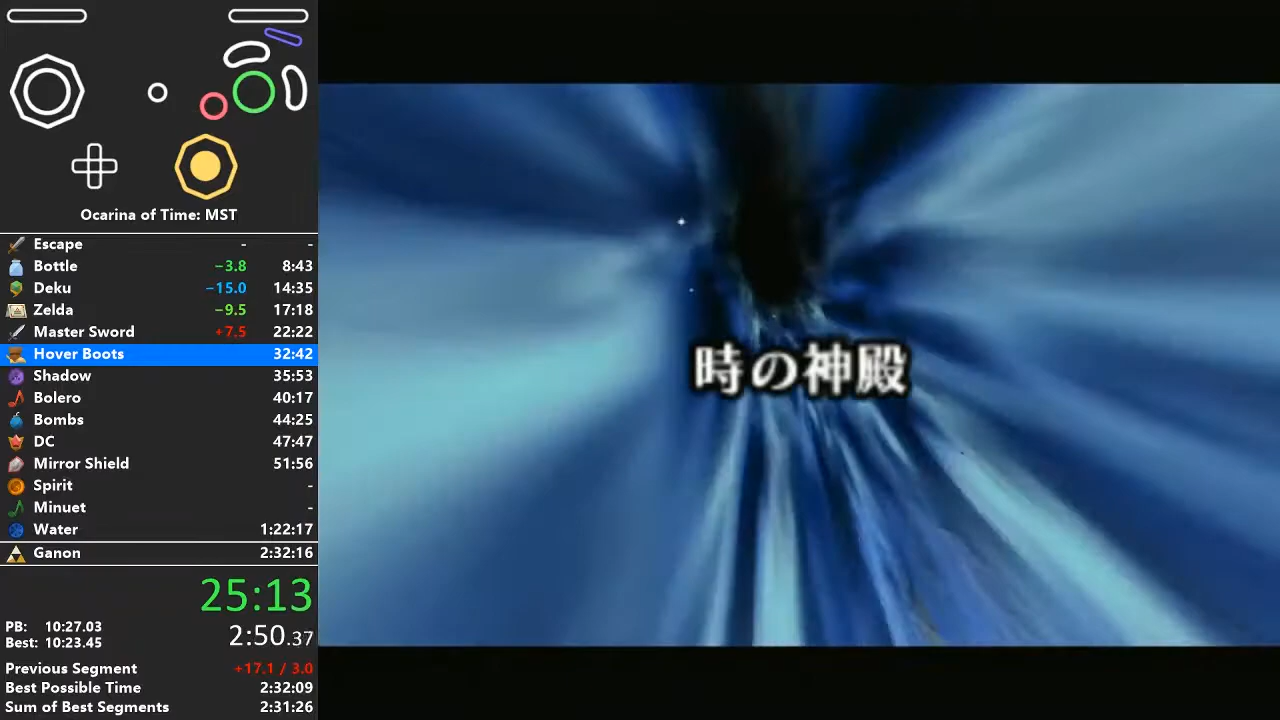 Ocarina of Time: MST
Escape - -
Bottle −3.8 8:43
Deku −15.0 14:35
Zelda −9.5 17:18
Master Sword +7.5 22:22
Hover Boots 32:42
Shadow 35:53
Bolero 40:17
Bombs 44:25
DC 47:47
Mirror Shield 51:56
Spirit -
Minuet -
Water 1:22:17
Ganon 2:32:16
25:13
PB: 10:27.03
Best: 10:23.45
2:50.37
Previous Segment +17.1 / 3.0
Best Possible Time 2:32:09
Sum of Best Segments 2:31:26
時の神殿